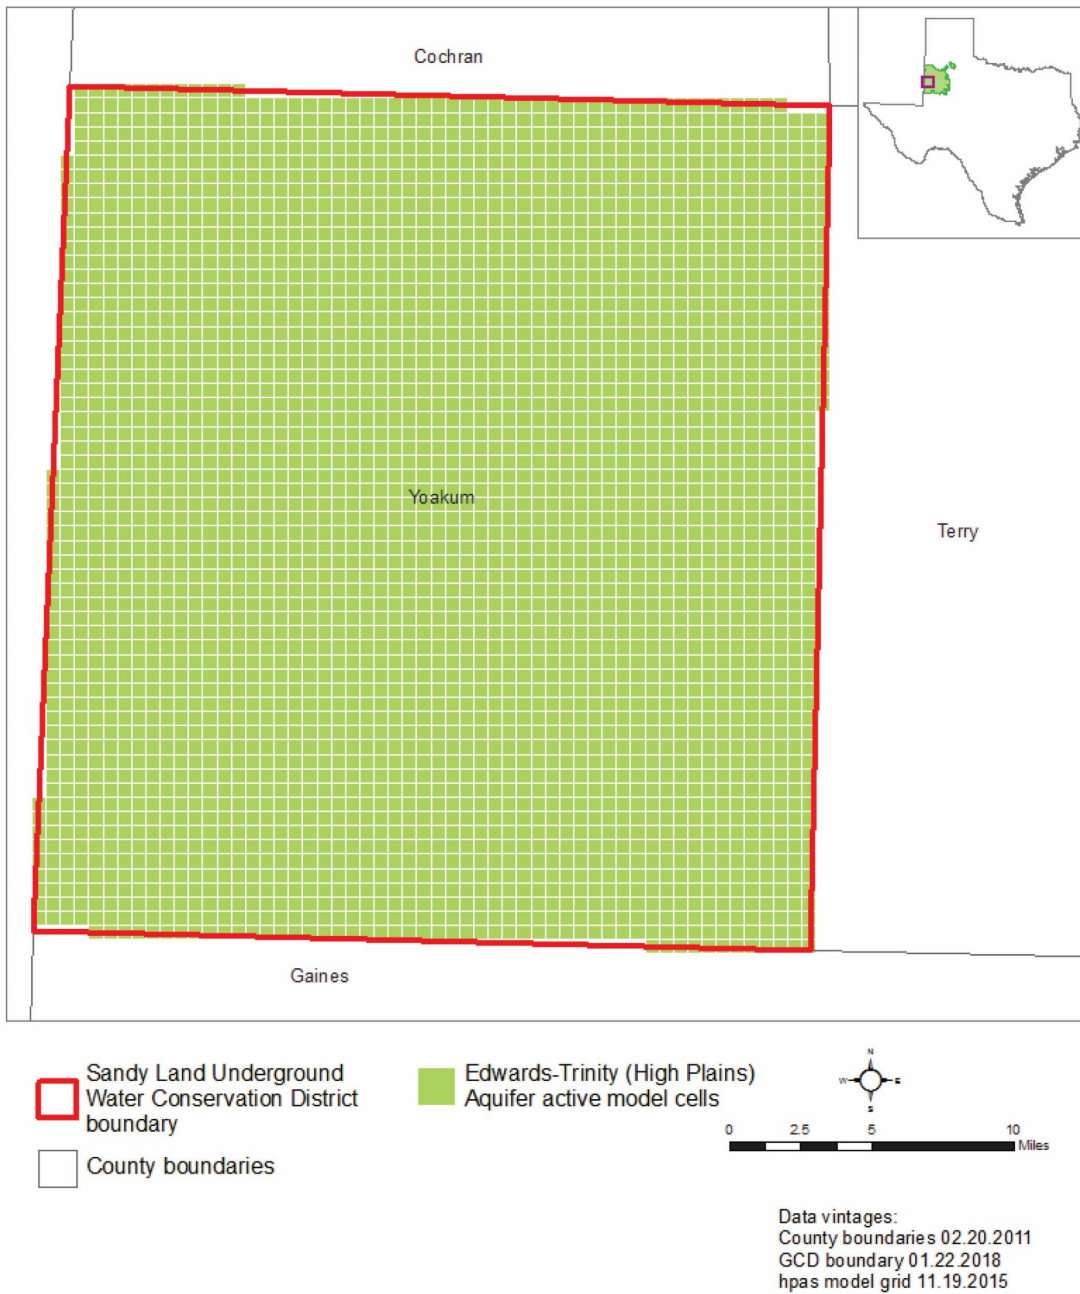 Cochran
Yoakum
Terry
Gaines
Sandy Land Underground
Water Conservation District
boundary
County boundaries
Edwards-Trinity (High Plains)
Aquifer active model cells
N
W E
S
0 2.5 5 10
Miles
Data vintages:
County boundaries 02.20.2011
GCD boundary 01.22.2018
hpas model grid 11.19.2015